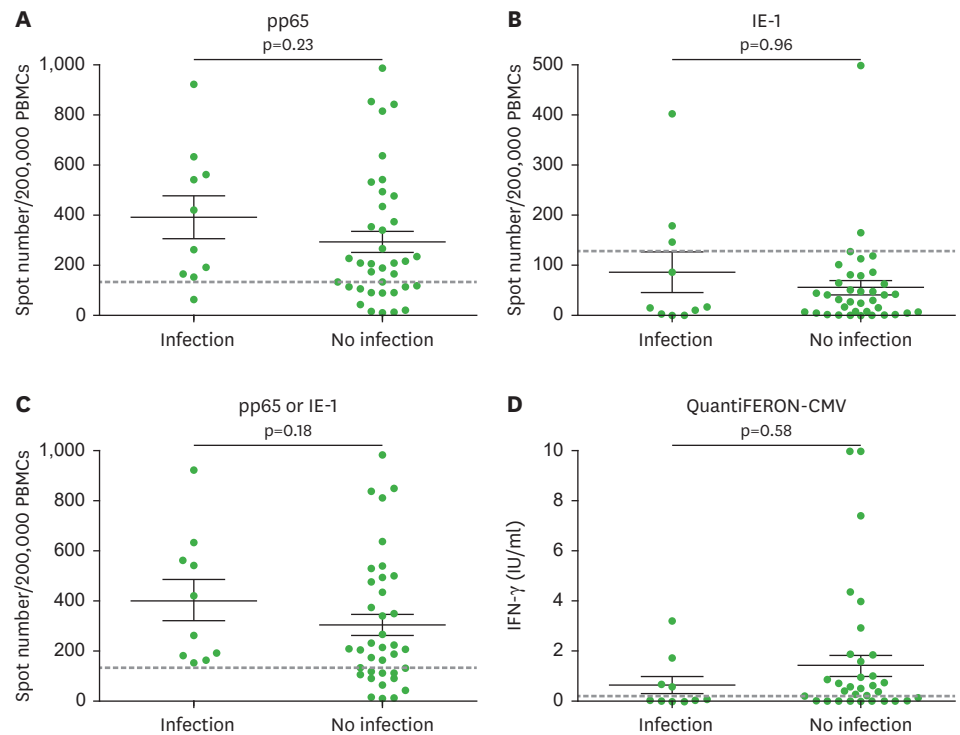 A
pp65
p=0.23
Spot number/200,000 PBMCs
1,000
800
600
400
200
0
Infection
No infection
B
IE-1
p=0.96
Spot number/200,000 PBMCs
500
400
300
200
100
0
Infection
No infection
C
pp65 or IE-1
p=0.18
Spot number/200,000 PBMCs
1,000
800
600
400
200
0
Infection
No infection
D
QuantiFERON-CMV
p=0.58
IFN-γ (IU/ml)
10
8
6
4
2
0
Infection
No infection